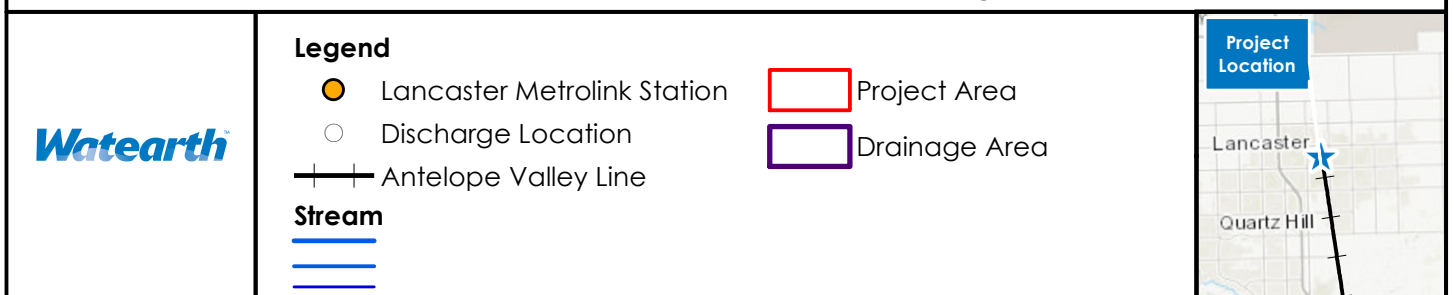 Watearth™
Legend
Lancaster Metrolink Station
Discharge Location
Antelope Valley Line
Stream
Project Area
Drainage Area
Project
Location
Lancaster
Quartz Hill